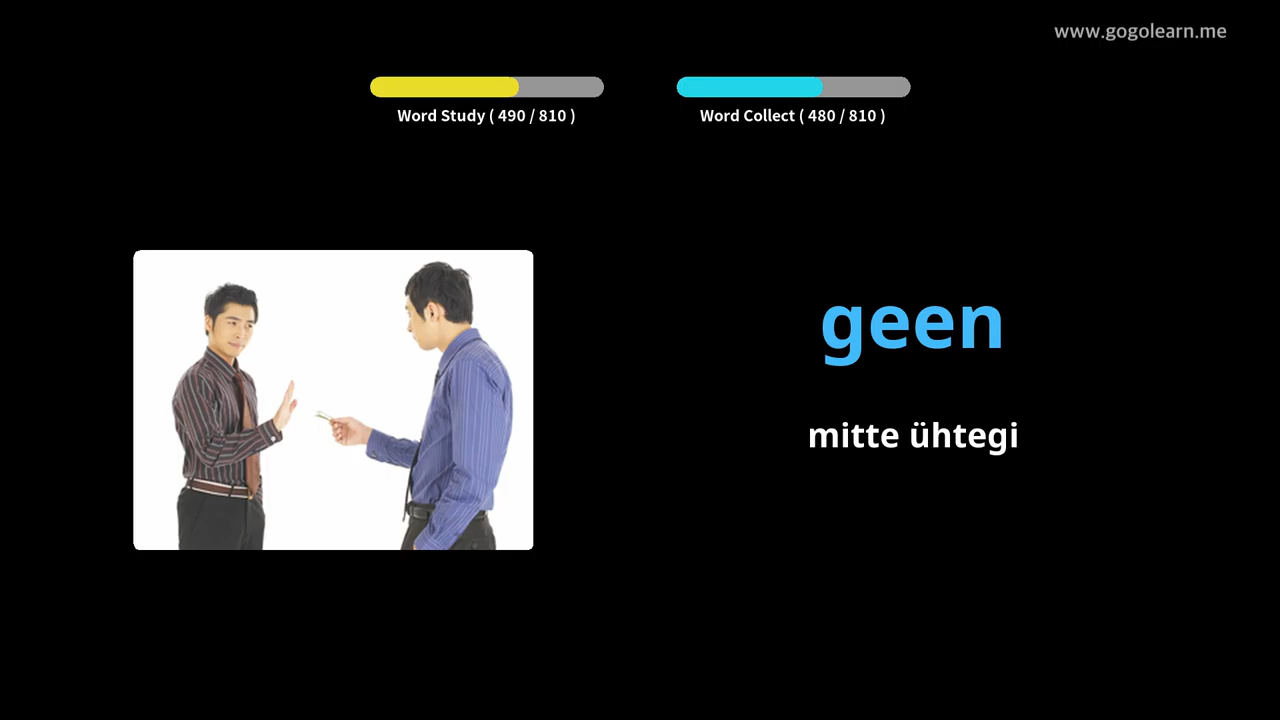 www.gogolearn.me
Word Study ( 490 / 810 )
Word Collect ( 480 / 810 )
geen
mitte ühtegi